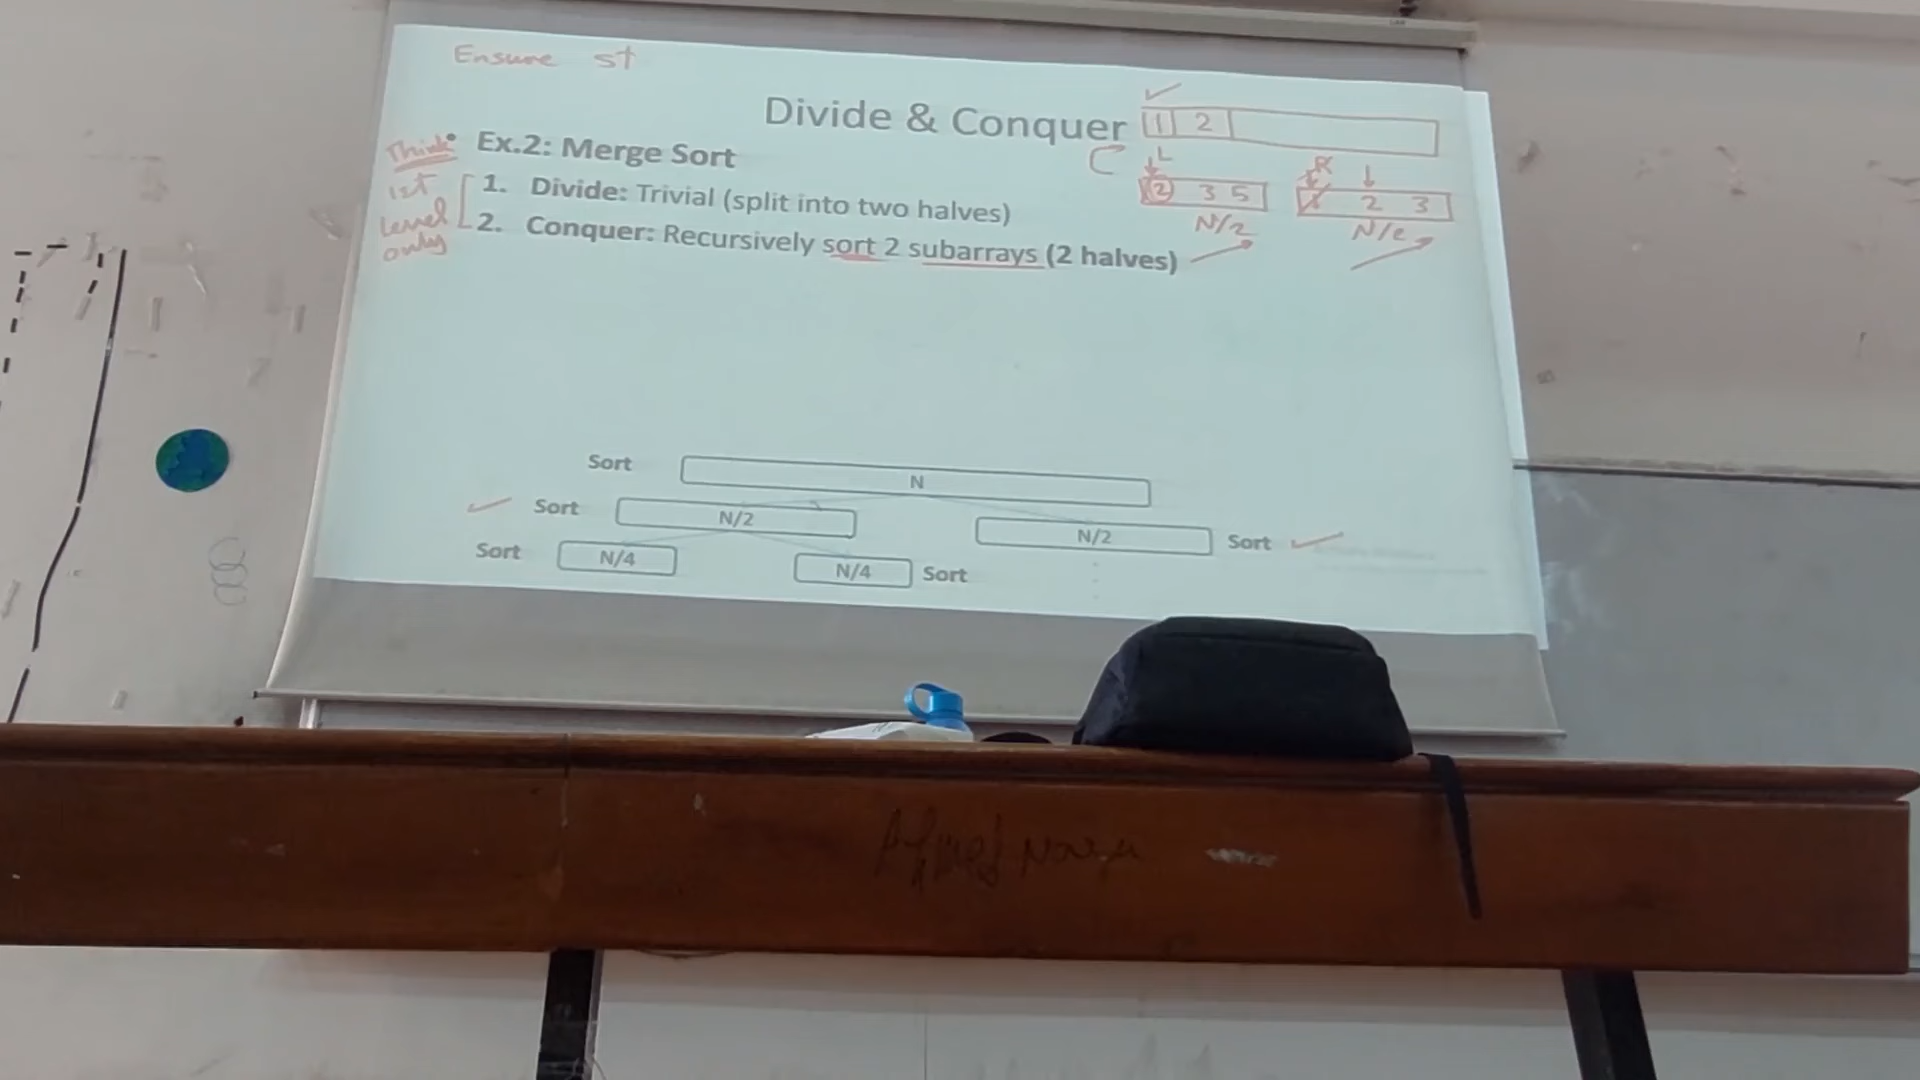 Ensure st
Divide & Conquer
1 2
C
Think
1st
level
only
• Ex.2: Merge Sort
1. Divide: Trivial (split into two halves)
2. Conquer: Recursively sort 2 subarrays (2 halves)
L
2 3 5
N/2
R
2 3
N/2
Sort N
Sort N/2 N/2 Sort
Sort N/4 N/4 Sort